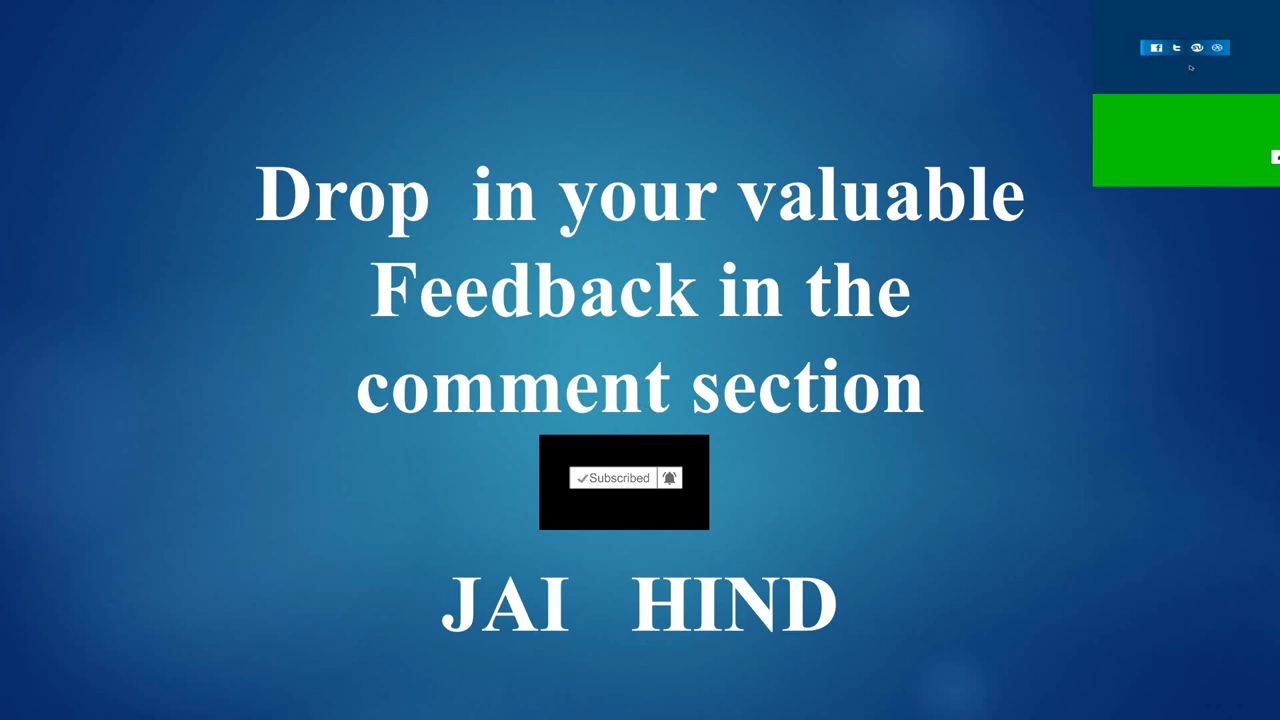 Drop in your valuable
Feedback in the
comment section
Subscribed
JAI HIND